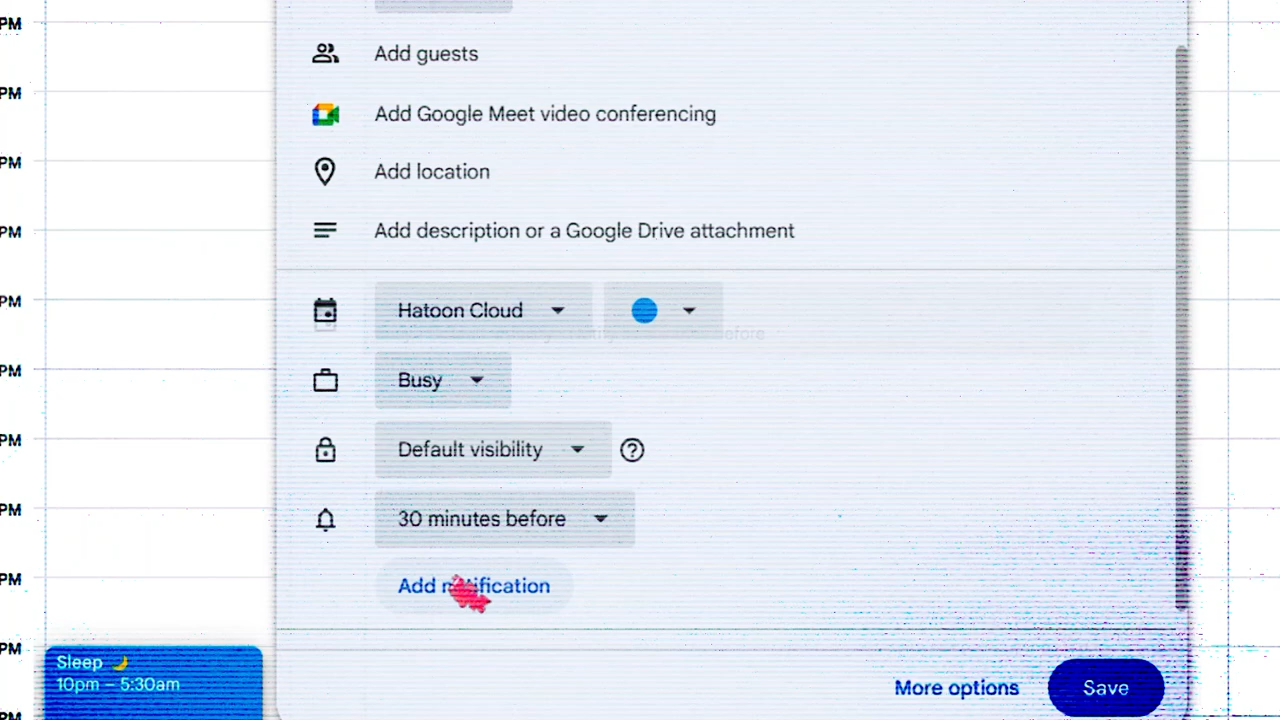 PM
Add guests
PM
Add Google Meet video conferencing
PM
Add location
PM
Add description or a Google Drive attachment
PM
Hatoon Cloud
before
PM
Busy
PM
Default visibility
PM
30 minutes before
PM
Add notification
PM
Sleep 🌙
10pm – 5:30am
More options
Save
PM